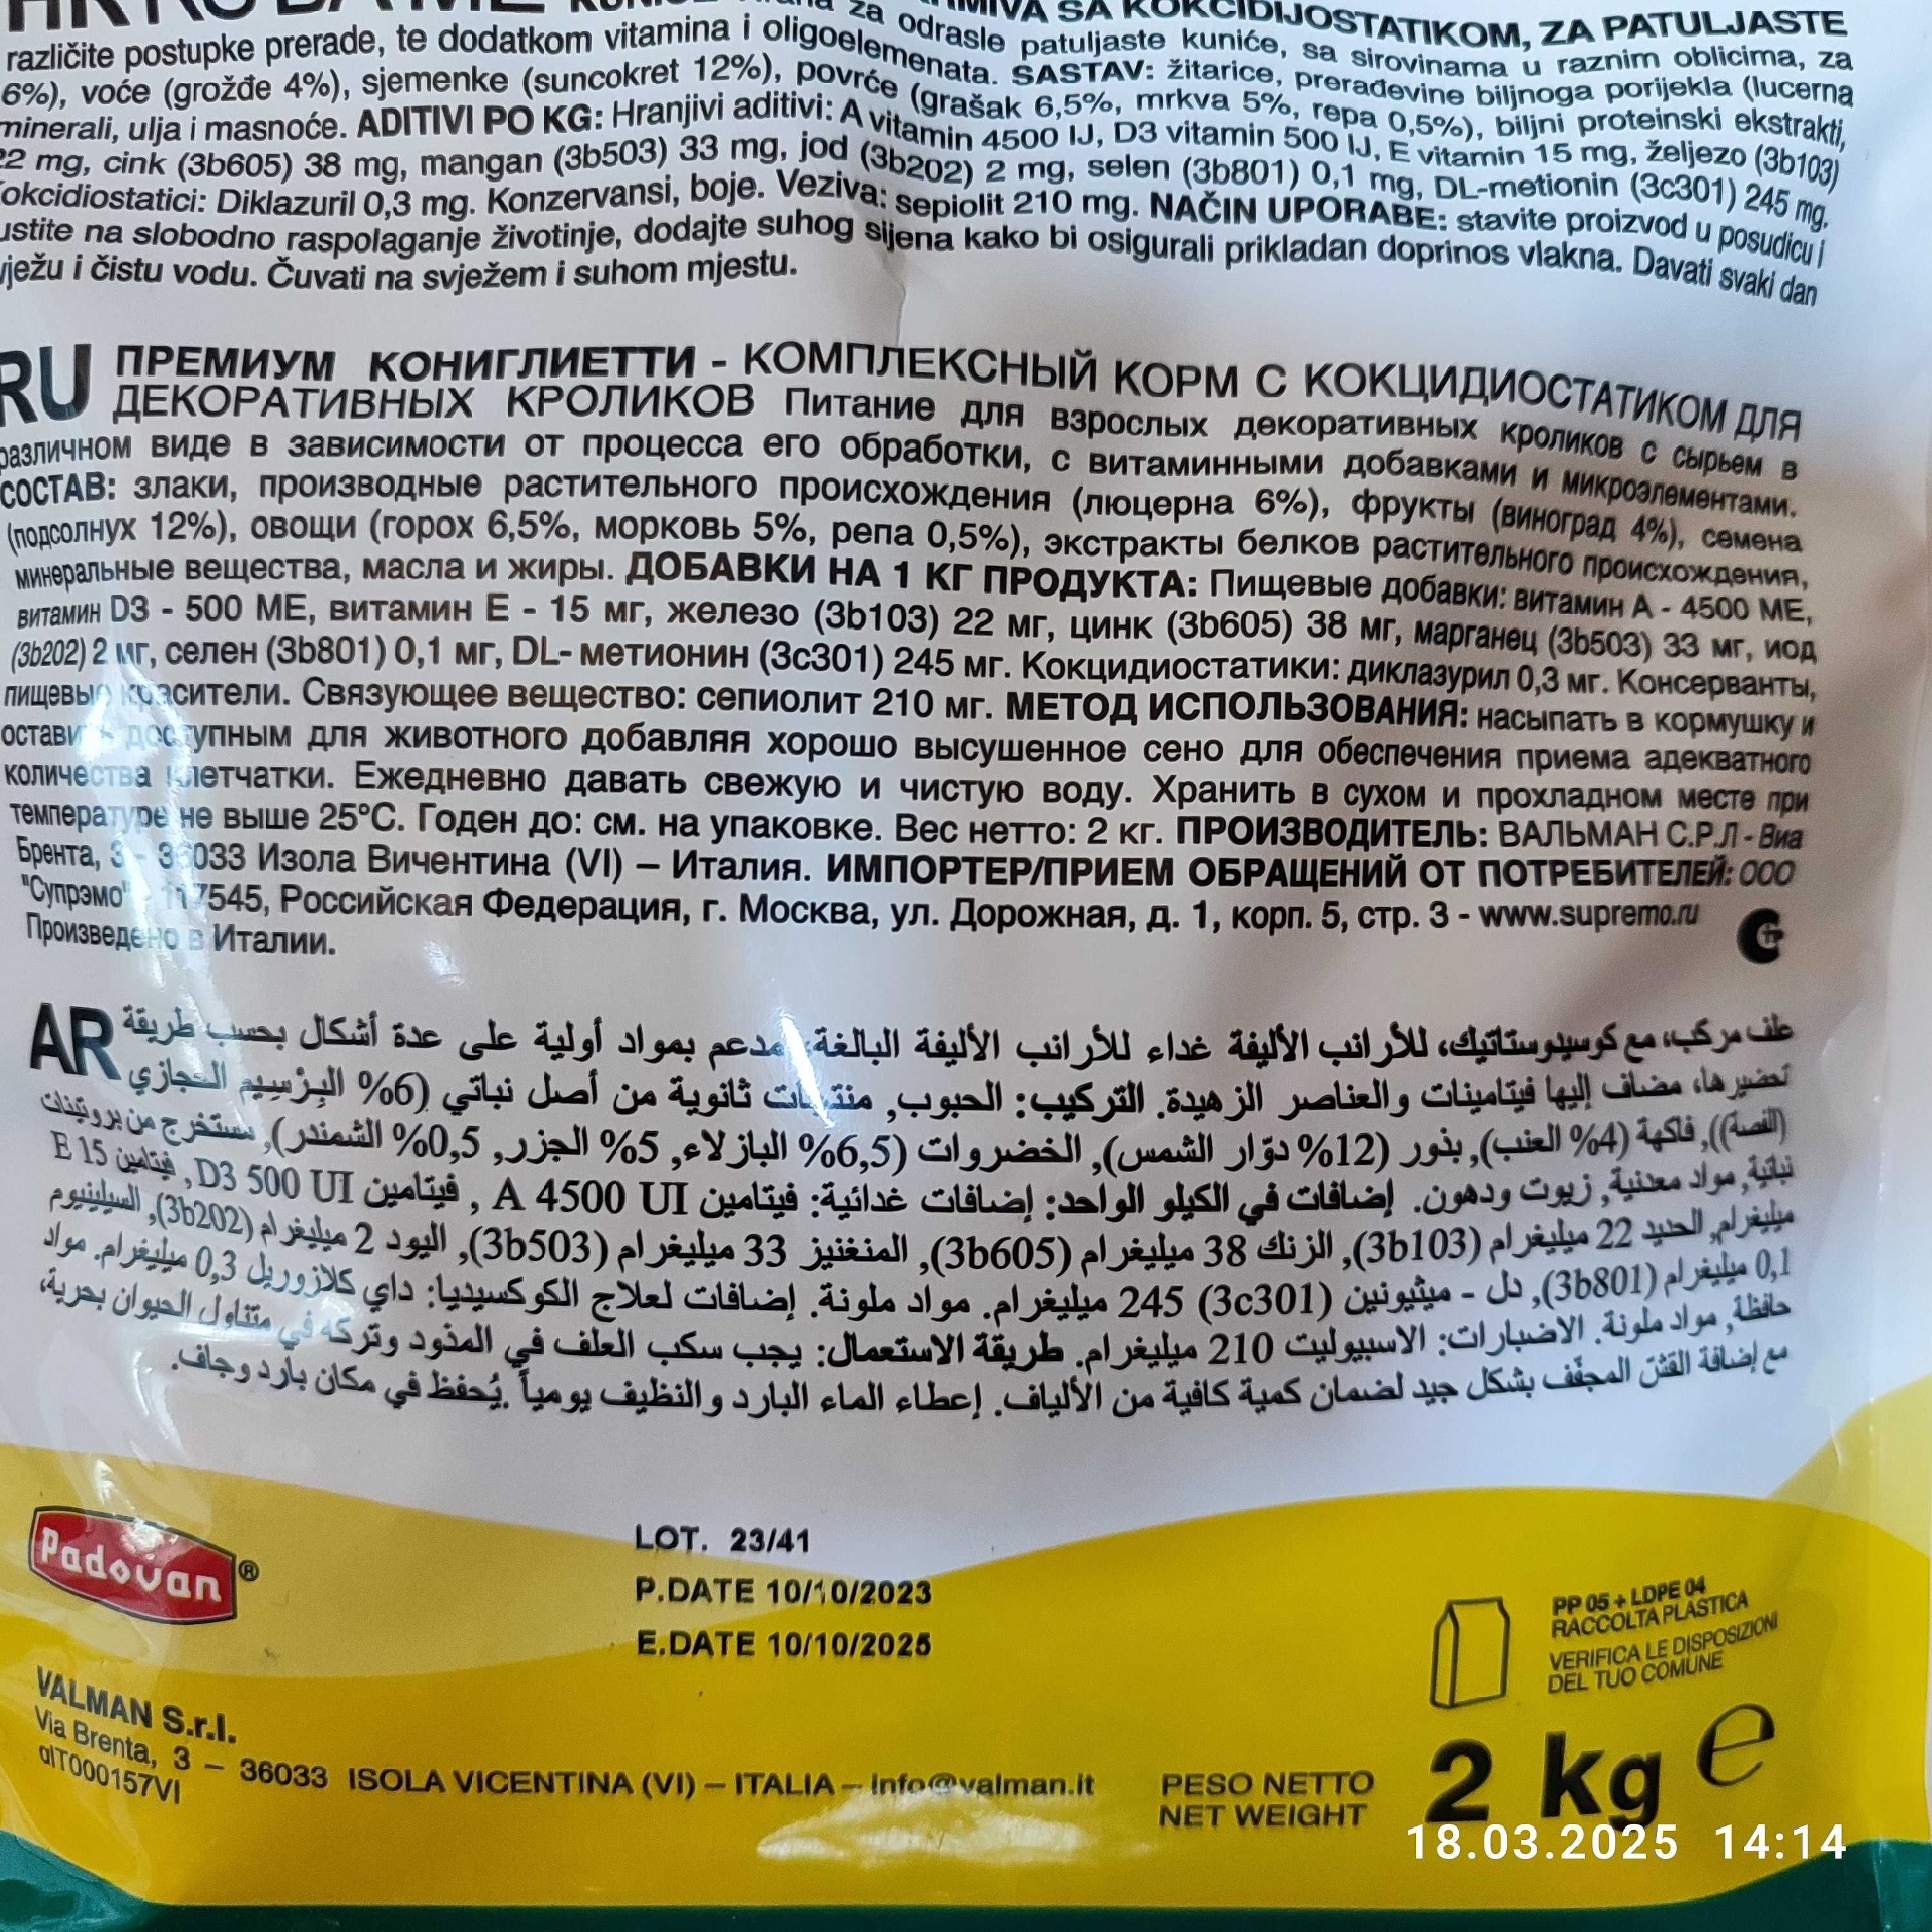 za odrasle patuljaste kuniće, sa sirovinama u raznim oblicima, za
SA KOKCIDIJOSTATIKOM, ZA PATULJASTE
različite postupke prerade, te dodatkom vitamina i oligoelemenata. SASTAV: žitarice, prerađevine biljnoga porijekla (lucerna
6%), voće (grožđe 4%), sjemenke (suncokret 12%), povrće (grašak 6,5%, mrkva 5%, repa 0,5%), biljni proteinski ekstrakti,
minerali, ulja i masnoće. ADITIVI PO KG: Hranjivi aditivi: A vitamin 4500 IJ, D3 vitamin 500 IJ, E vitamin 15 mg, željezo (3b103)
22 mg, cink (3b605) 38 mg, mangan (3b503) 33 mg, jod (3b202) 2 mg, selen (3b801) 0,1 mg, DL-metionin (3c301) 245 mg.
Diklazuril 0,3 mg. Konzervansi, boje. Veziva: sepiolit 210 mg. NAČIN UPORABE: stavite proizvod u posudicu i
na slobodno raspolaganje životinje, dodajte suhog sijena kako bi osigurali prikladan doprinos vlakna. Davati svaki dan
i čistu vodu. Čuvati na svježem i suhom mjestu.
RU ПРЕМИУМ КОНИГЛИЕТТИ - КОМПЛЕКСНЫЙ КОРМ С КОКЦИДИОСТАТИКОМ ДЛЯ
ДЕКОРАТИВНЫХ КРОЛИКОВ Питание для взрослых декоративных кроликов с сырьем в
различном виде в зависимости от процесса его обработки, с витаминными добавками и микроэлементами.
СОСТАВ: злаки, производные растительного происхождения (люцерна 6%), фрукты (виноград 4%), семена
(подсолнух 12%), овощи (горох 6,5%, морковь 5%, репа 0,5%), экстракты белков растительного происхождения,
минеральные вещества, масла и жиры. ДОБАВКИ НА 1 КГ ПРОДУКТА: Пищевые добавки: витамин А - 4500 МЕ,
витамин D3 - 500 МЕ, витамин Е - 15 мг, железо (3b103) 22 мг, цинк (3b605) 38 мг, марганец (3b503) 33 мг, иод
(3b202) 2 мг, селен (3b801) 0,1 мг, DL- метионин (3c301) 245 мг. Кокцидиостатики: диклазурил 0,3 мг. Консерванты,
пищевые красители. Связующее вещество: сепиолит 210 мг. МЕТОД ИСПОЛЬЗОВАНИЯ: насыпать в кормушку и
доступным для животного добавляя хорошо высушенное сено для обеспечения приема адекватного
количества клетчатки. Ежедневно давать свежую и чистую воду. Хранить в сухом и прохладном месте при
температуре не выше 25°C. Годен до: см. на упаковке. Вес нетто: 2 кг. ПРОИЗВОДИТЕЛЬ: ВАЛЬМАН С.Р.Л - Виа
Брента, 3 - 36033 Изола Вичентина (VI) – Италия. ИМПОРТЕР/ПРИЕМ ОБРАЩЕНИЙ ОТ ПОТРЕБИТЕЛЕЙ: ООО
"Супрэмо" - 117545, Российская Федерация, г. Москва, ул. Дорожная, д. 1, корп. 5, стр. 3 - www.supremo.ru
Произведено в Италии.
AR علف مركب، مع كوسيدوستاتيك، للأرانب الأليفة غداء للأرانب الأليفة البالغة، مدعم بمواد أولية على عدة أشكال بحسب طريقة
تحضيرها، مضاف إليها فيتامينات والعناصر الزهيدة. التركيب: الحبوب, منتجات ثانوية من أصل نباتي (6% البِرْسِيم الحجازي
(الفصة)), فاكهة (4% العنب), بذور (12% دوّار الشمس), الخضروات (6,5% البازلاء, 5% الجزر, 0,5% الشمندر), مستخرج من بروتينات
نباتية, مواد معدنية, زيوت ودهون. إضافات في الكيلو الواحد: إضافات غدائية: فيتامين A 4500 UI , فيتامين D3 500 UI, فيتامين E 15
ميليغرام, الحديد 22 ميليغرام (3b103), الزنك 38 ميليغرام (3b605), المنغنيز 33 ميليغرام (3b503), اليود 2 ميليغرام (3b202), السيلينيوم
0,1 ميليغرام (3b801), دل - ميثيونين (3c301) 245 ميليغرام. مواد ملونة. إضافات لعلاج الكوكسيديا: داي كلازوريل 0,3 ميليغرام. مواد
حافظة, مواد ملونة. الاضبارات: الاسبيوليت 210 ميليغرام. طريقة الاستعمال: يجب سكب العلف في المذود وتركه في متناول الحيوان بحرية،
مع إضافة القش المجفّف بشكل جيد لضمان كمية كافية من الألياف. إعطاء الماء البارد والنظيف يومياً. يُحفظ في مكان بارد وجاف.
Padovan®
LOT. 23/41
P.DATE 10/10/2023
E.DATE 10/10/2025
PP 05 + LDPE 04
RACCOLTA PLASTICA
VERIFICA LE DISPOSIZIONI
DEL TUO COMUNE
VALMAN S.r.l.
Via Brenta, 3 – 36033 ISOLA VICENTINA (VI) – ITALIA – Info@valman.it
αIT000157VI
PESO NETTO
NET WEIGHT
2 kg e
18.03.2025 14:14